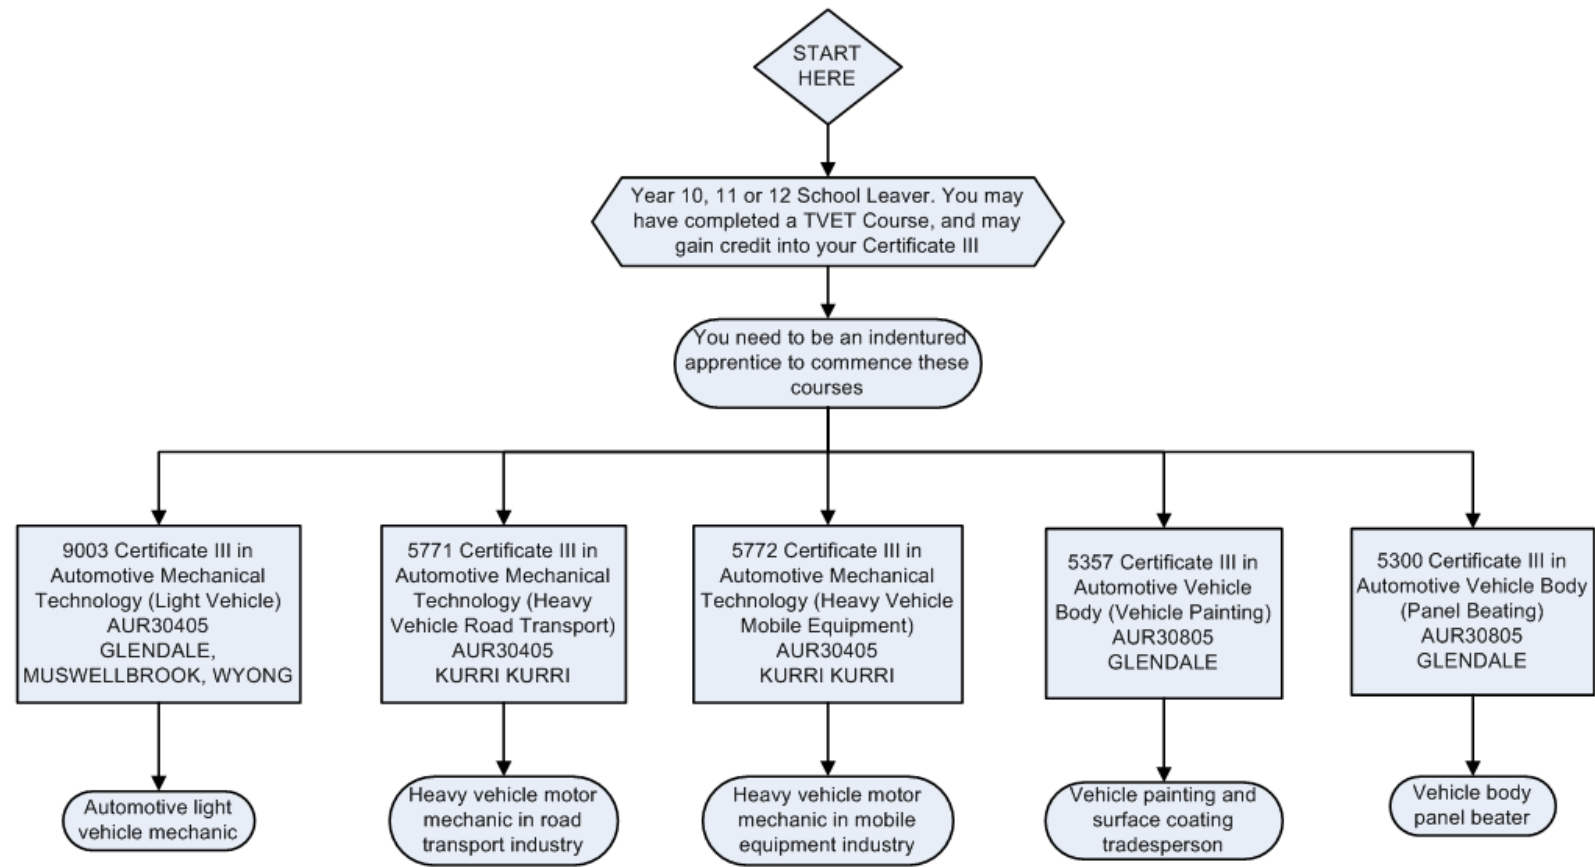 START
HERE
Year 10, 11 or 12 School Leaver. You may
have completed a TVET Course, and may
gain credit into your Certificate III
You need to be an indentured
apprentice to commence these
courses
9003 Certificate III in
Automotive Mechanical
Technology (Light Vehicle)
AUR30405
GLENDALE,
MUSWELLBROOK, WYONG
5771 Certificate III in
Automotive Mechanical
Technology (Heavy
Vehicle Road Transport)
AUR30405
KURRI KURRI
5772 Certificate III in
Automotive Mechanical
Technology (Heavy Vehicle
Mobile Equipment)
AUR30405
KURRI KURRI
5357 Certificate III in
Automotive Vehicle
Body (Vehicle Painting)
AUR30805
GLENDALE
5300 Certificate III in
Automotive Vehicle Body
(Panel Beating)
AUR30805
GLENDALE
Automotive light
vehicle mechanic
Heavy vehicle motor
mechanic in road
transport industry
Heavy vehicle motor
mechanic in mobile
equipment industry
Vehicle painting and
surface coating
tradesperson
Vehicle body
panel beater